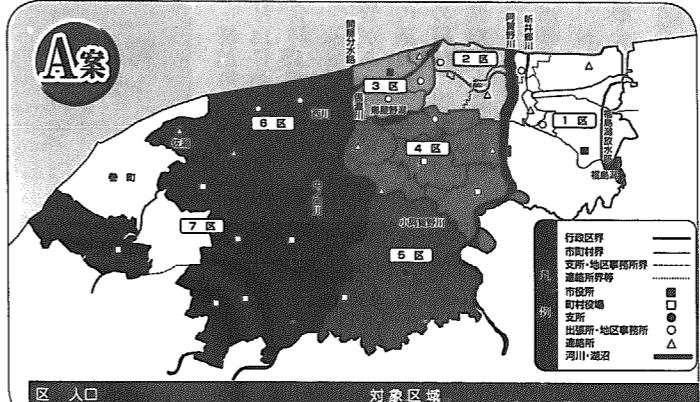 A案
関屋分水路
阿賀野川
新井郷川
2 区
3 区
信濃川
鳥屋野潟
1 区
福島潟放水路
福島潟
6 区
西川
佐潟
4 区
巻町
中ノ口川
7 区
小阿賀野川
5 区
凡例
行政区界
市町村界
支所・地区事務所界
連絡所界等
市役所
町村役場
支所
出張所・地区事務所
連絡所
河川・湖沼
区 人口 対象区域